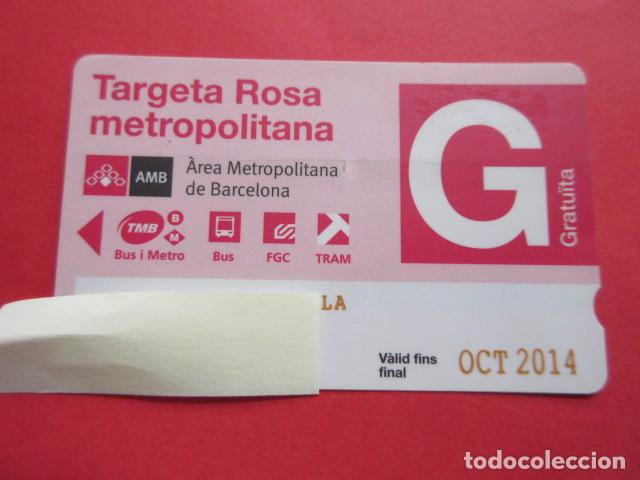 Targeta Rosa
metropolitana
G
Gratuïta
AMB
Àrea Metropolitana
de Barcelona
TMB
B
M
Bus i Metro
Bus
FGC
TRAM
LA
Vàlid fins
final
OCT 2014
todocoleccion